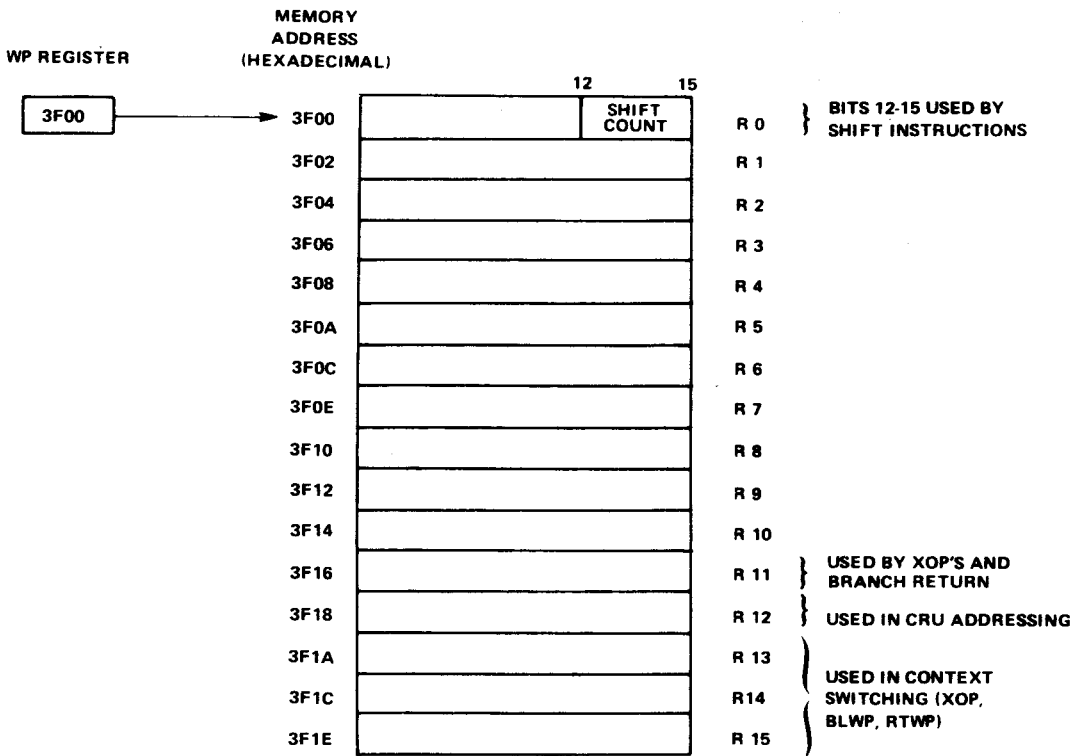 MEMORY
ADDRESS
(HEXADECIMAL)
WP REGISTER
12 15
3F00 3F00 SHIFT
COUNT R 0 } BITS 12-15 USED BY
SHIFT INSTRUCTIONS
3F02 R 1
3F04 R 2
3F06 R 3
3F08 R 4
3F0A R 5
3F0C R 6
3F0E R 7
3F10 R 8
3F12 R 9
3F14 R 10
3F16 R 11 } USED BY XOP'S AND
BRANCH RETURN
3F18 R 12 } USED IN CRU ADDRESSING
3F1A R 13
3F1C R14
3F1E R 15
USED IN CONTEXT
SWITCHING (XOP,
BLWP, RTWP)